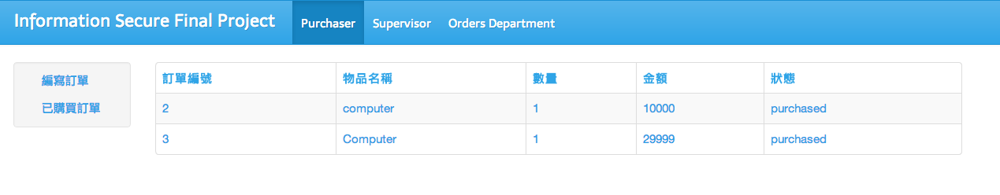 Information Secure Final Project Purchaser Supervisor Orders Department
編寫訂單
已購買訂單
訂單編號 物品名稱 數量 金額 狀態
2 computer 1 10000 purchased
3 Computer 1 29999 purchased